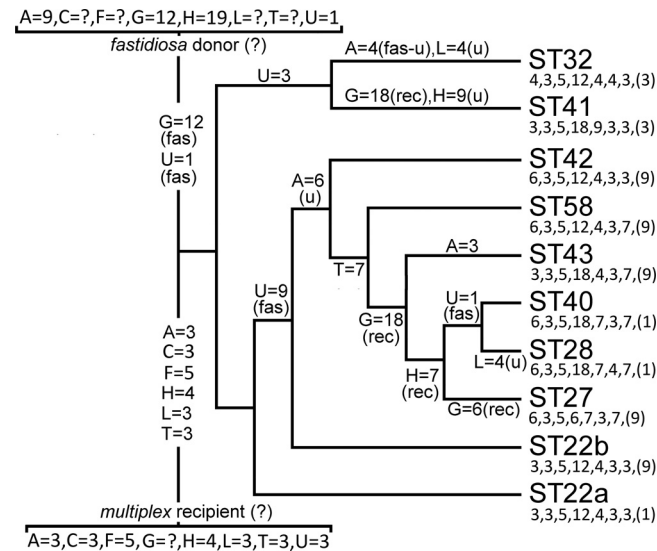 A=9,C=?,F=?,G=12,H=19,L=?,T=?,U=1
fastidiosa donor (?)
G=12
(fas)
U=1
(fas)
U=3
A=4(fas-u),L=4(u)
ST32
4,3,5,12,4,4,3,(3)
G=18(rec),H=9(u)
ST41
3,3,5,18,9,3,3,(3)
ST42
6,3,5,12,4,3,3,(9)
A=6
(u)
ST58
6,3,5,12,4,3,7,(9)
T=7
A=3
ST43
3,3,5,18,4,3,7,(9)
U=9
(fas)
G=18
(rec)
U=1
(fas)
ST40
6,3,5,18,7,3,7,(1)
ST28
6,3,5,18,7,4,7,(1)
L=4(u)
H=7
(rec)
ST27
6,3,5,6,7,3,7,(9)
G=6(rec)
A=3
C=3
F=5
H=4
L=3
T=3
ST22b
3,3,5,12,4,3,3,(9)
ST22a
3,3,5,12,4,3,3,(1)
multiplex recipient (?)
A=3,C=3,F=5,G=?,H=4,L=3,T=3,U=3